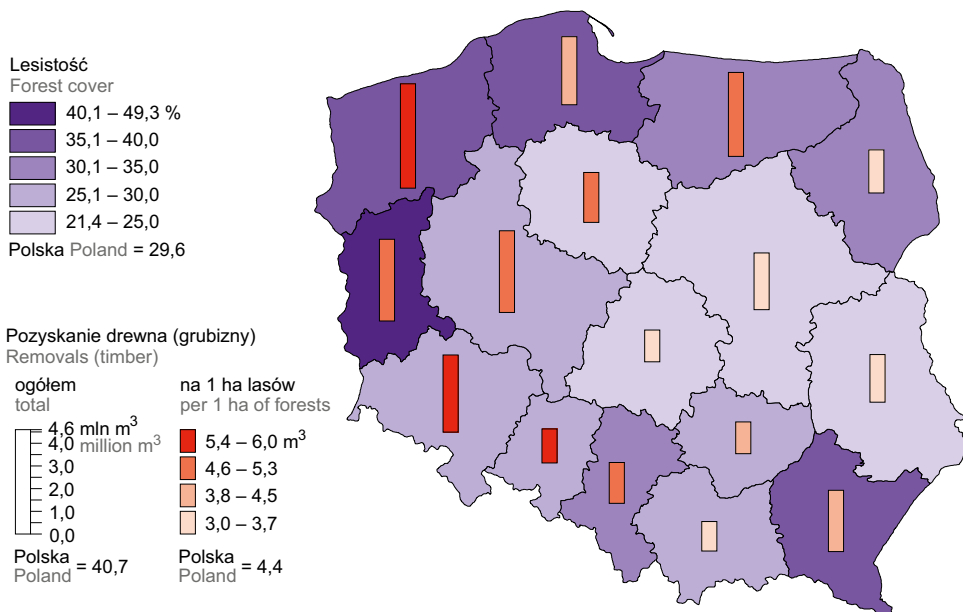 Lesistość
Forest cover
40,1 – 49,3 %
35,1 – 40,0
30,1 – 35,0
25,1 – 30,0
21,4 – 25,0
Polska Poland = 29,6
Pozyskanie drewna (grubizny)
Removals (timber)
ogółem
total
4,6 mln m³
4,0 million m³
3,0
2,0
1,0
0,0
Polska
Poland = 40,7
na 1 ha lasów
per 1 ha of forests
5,4 – 6,0 m³
4,6 – 5,3
3,8 – 4,5
3,0 – 3,7
Polska
Poland = 4,4